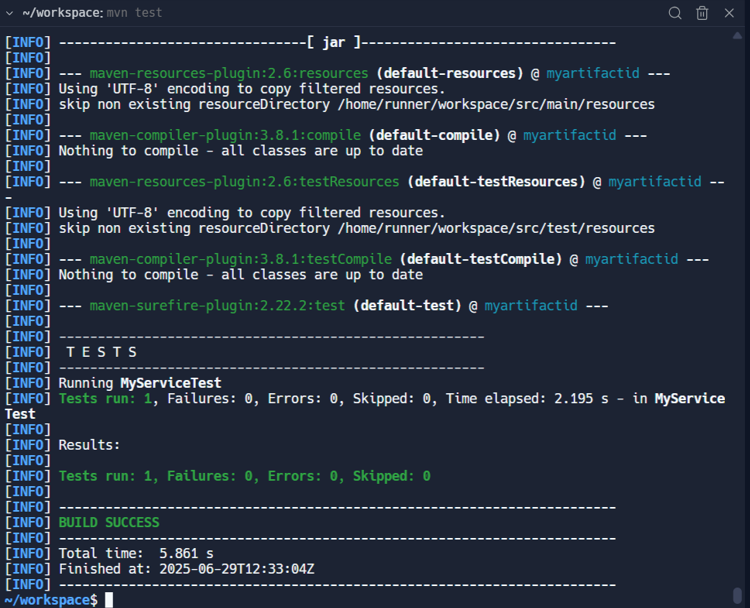 ~/workspace: mvn test
[INFO] --------------------------------[ jar ]---------------------------------
[INFO]
[INFO] --- maven-resources-plugin:2.6:resources (default-resources) @ myartifactid ---
[INFO] Using 'UTF-8' encoding to copy filtered resources.
[INFO] skip non existing resourceDirectory /home/runner/workspace/src/main/resources
[INFO]
[INFO] --- maven-compiler-plugin:3.8.1:compile (default-compile) @ myartifactid ---
[INFO] Nothing to compile - all classes are up to date
[INFO]
[INFO] --- maven-resources-plugin:2.6:testResources (default-testResources) @ myartifactid --
-
[INFO] Using 'UTF-8' encoding to copy filtered resources.
[INFO] skip non existing resourceDirectory /home/runner/workspace/src/test/resources
[INFO]
[INFO] --- maven-compiler-plugin:3.8.1:testCompile (default-testCompile) @ myartifactid ---
[INFO] Nothing to compile - all classes are up to date
[INFO]
[INFO] --- maven-surefire-plugin:2.22.2:test (default-test) @ myartifactid ---
[INFO]
[INFO] -------------------------------------------------------
[INFO]  T E S T S
[INFO] -------------------------------------------------------
[INFO] Running MyServiceTest
[INFO] Tests run: 1, Failures: 0, Errors: 0, Skipped: 0, Time elapsed: 2.195 s - in MyService
Test
[INFO]
[INFO] Results:
[INFO]
[INFO] Tests run: 1, Failures: 0, Errors: 0, Skipped: 0
[INFO]
[INFO] ------------------------------------------------------------------------
[INFO] BUILD SUCCESS
[INFO] ------------------------------------------------------------------------
[INFO] Total time:  5.861 s
[INFO] Finished at: 2025-06-29T12:33:04Z
[INFO] ------------------------------------------------------------------------
~/workspace$